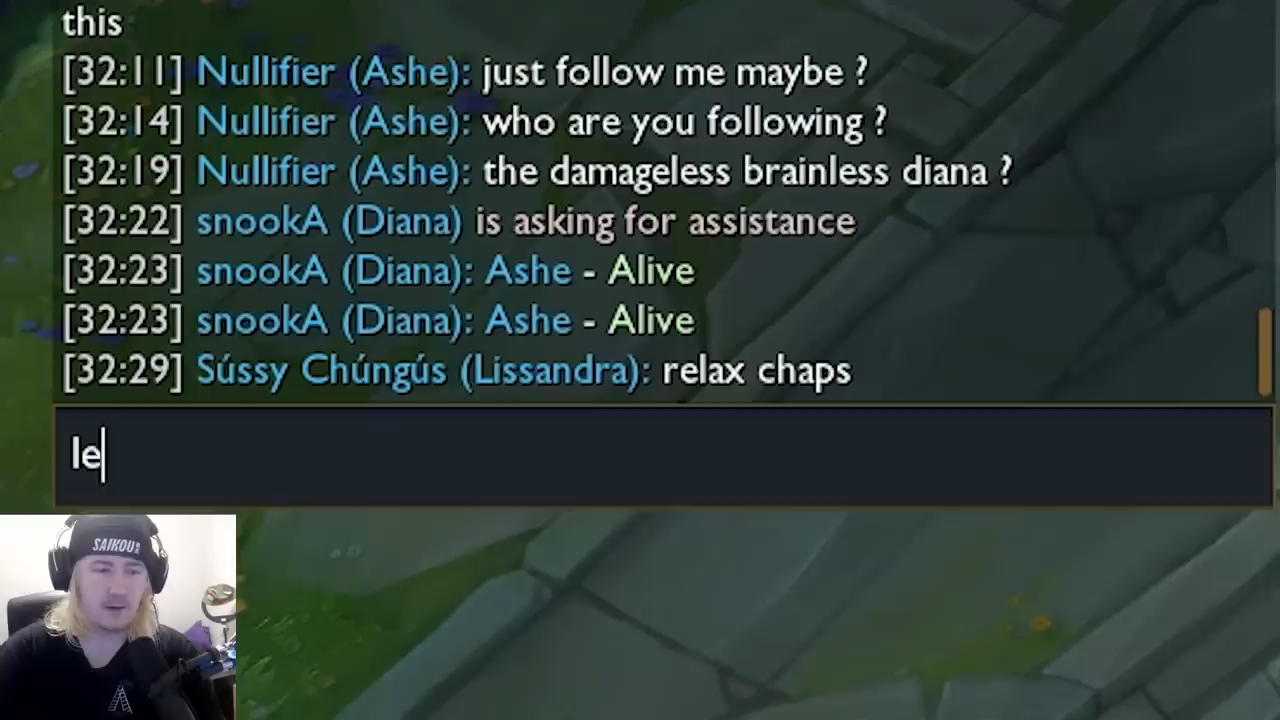 this
[32:11] Nullifier (Ashe): just follow me maybe ?
[32:14] Nullifier (Ashe): who are you following ?
[32:19] Nullifier (Ashe): the damageless brainless diana ?
[32:22] snookA (Diana) is asking for assistance
[32:23] snookA (Diana): Ashe - Alive
[32:23] snookA (Diana): Ashe - Alive
[32:29] Sússy Chúngús (Lissandra): relax chaps
le
SAIKOU